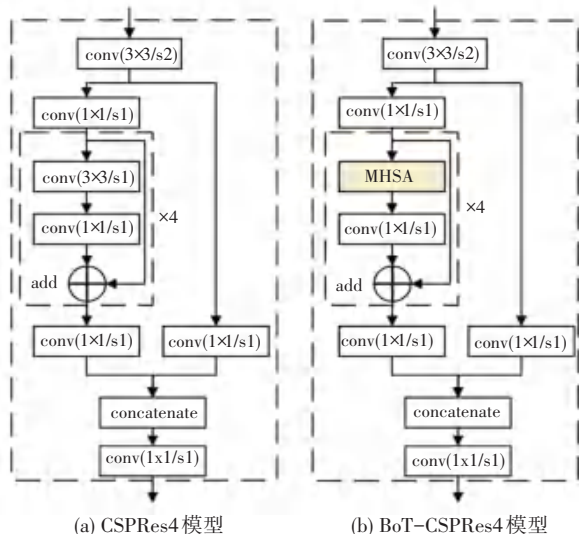 conv(3×3/s2)
conv(1×1/s1)
conv(3×3/s1)
conv(1×1/s1)
×4
add
conv(1×1/s1)
conv(1×1/s1)
concatenate
conv(1x1/s1)
(a) CSPRes4模型
conv(3×3/s2)
conv(1×1/s1)
MHSA
conv(1×1/s1)
×4
add
conv(1×1/s1)
conv(1×1/s1)
concatenate
conv(1x1/s1)
(b) BoT-CSPRes4模型